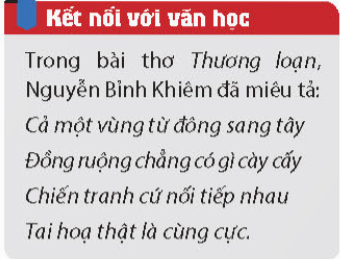 Kết nối với văn học
Trong bài thơ Thương loạn,
Nguyễn Bỉnh Khiêm đã miêu tả:
Cả một vùng từ đông sang tây
Đồng ruộng chẳng có gì cày cấy
Chiến tranh cứ nối tiếp nhau
Tai hoạ thật là cùng cực.